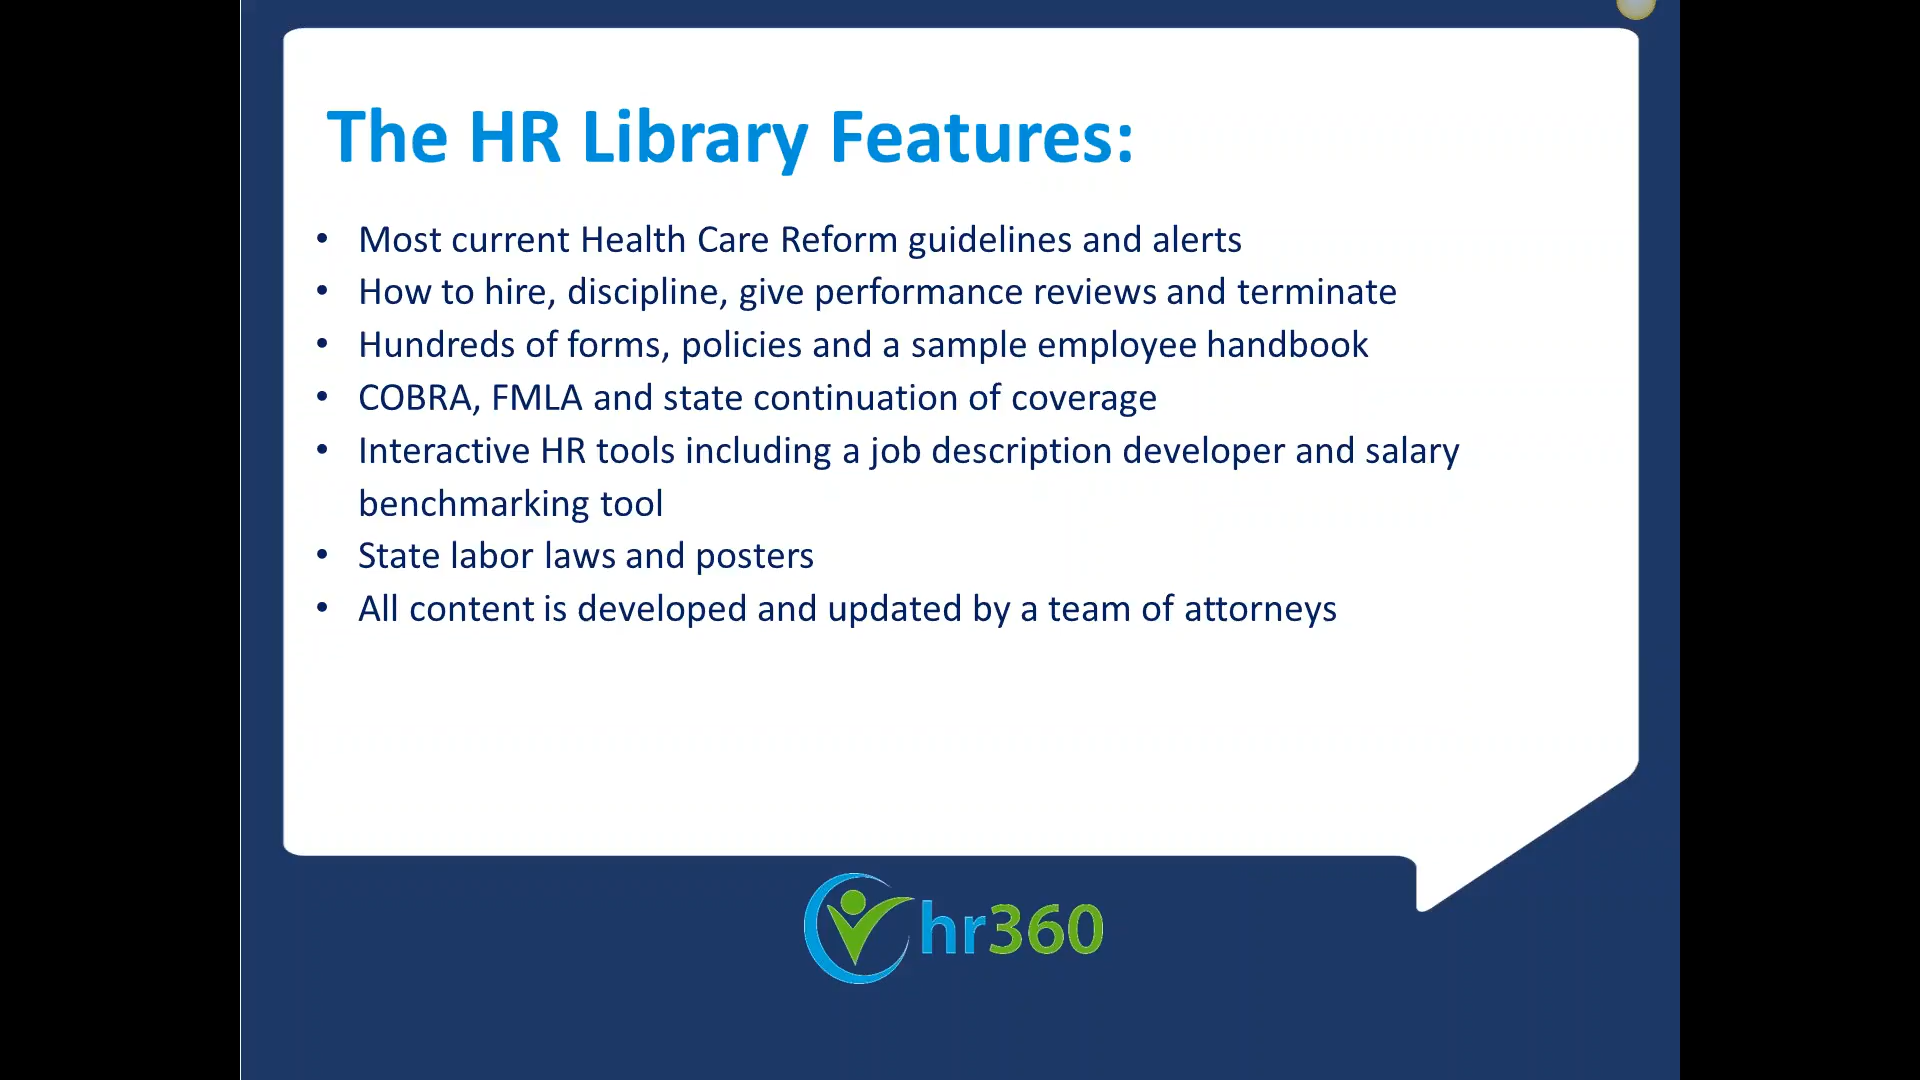 The HR Library Features:
• Most current Health Care Reform guidelines and alerts
• How to hire, discipline, give performance reviews and terminate
• Hundreds of forms, policies and a sample employee handbook
• COBRA, FMLA and state continuation of coverage
• Interactive HR tools including a job description developer and salary
benchmarking tool
• State labor laws and posters
• All content is developed and updated by a team of attorneys
hr360